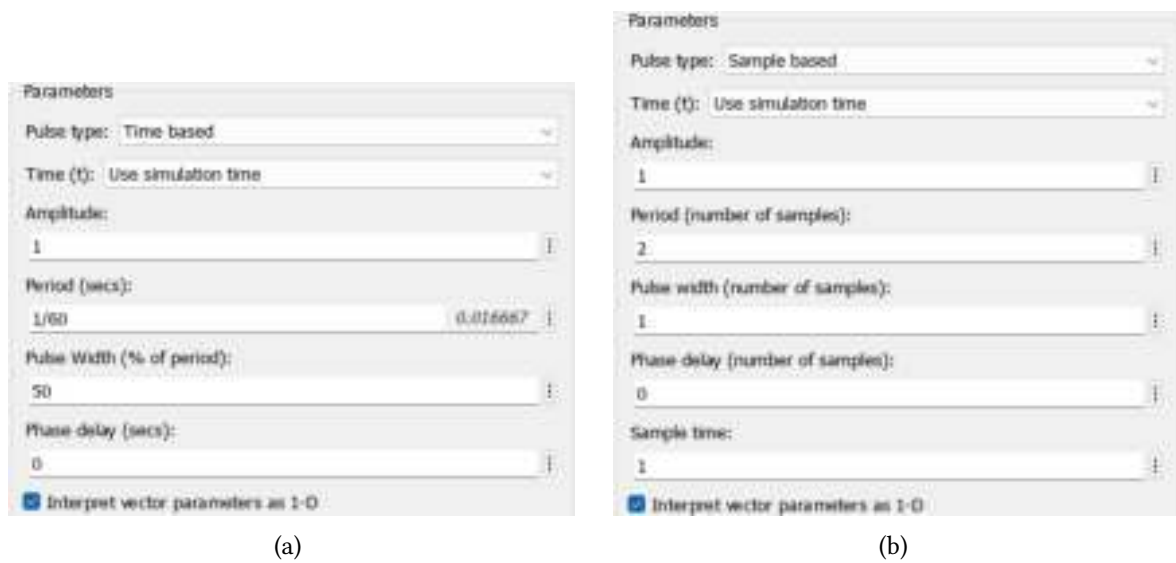 Parameters
Pulse type: Time based
Time (t): Use simulation time
Amplitude:
1
Period (secs):
1/60 0.016667
Pulse Width (% of period):
50
Phase delay (secs):
0
Interpret vector parameters as 1-D
(a)
Parameters
Pulse type: Sample based
Time (t): Use simulation time
Amplitude:
1
Period (number of samples):
2
Pulse width (number of samples):
1
Phase delay (number of samples):
0
Sample time:
1
Interpret vector parameters as 1-D
(b)